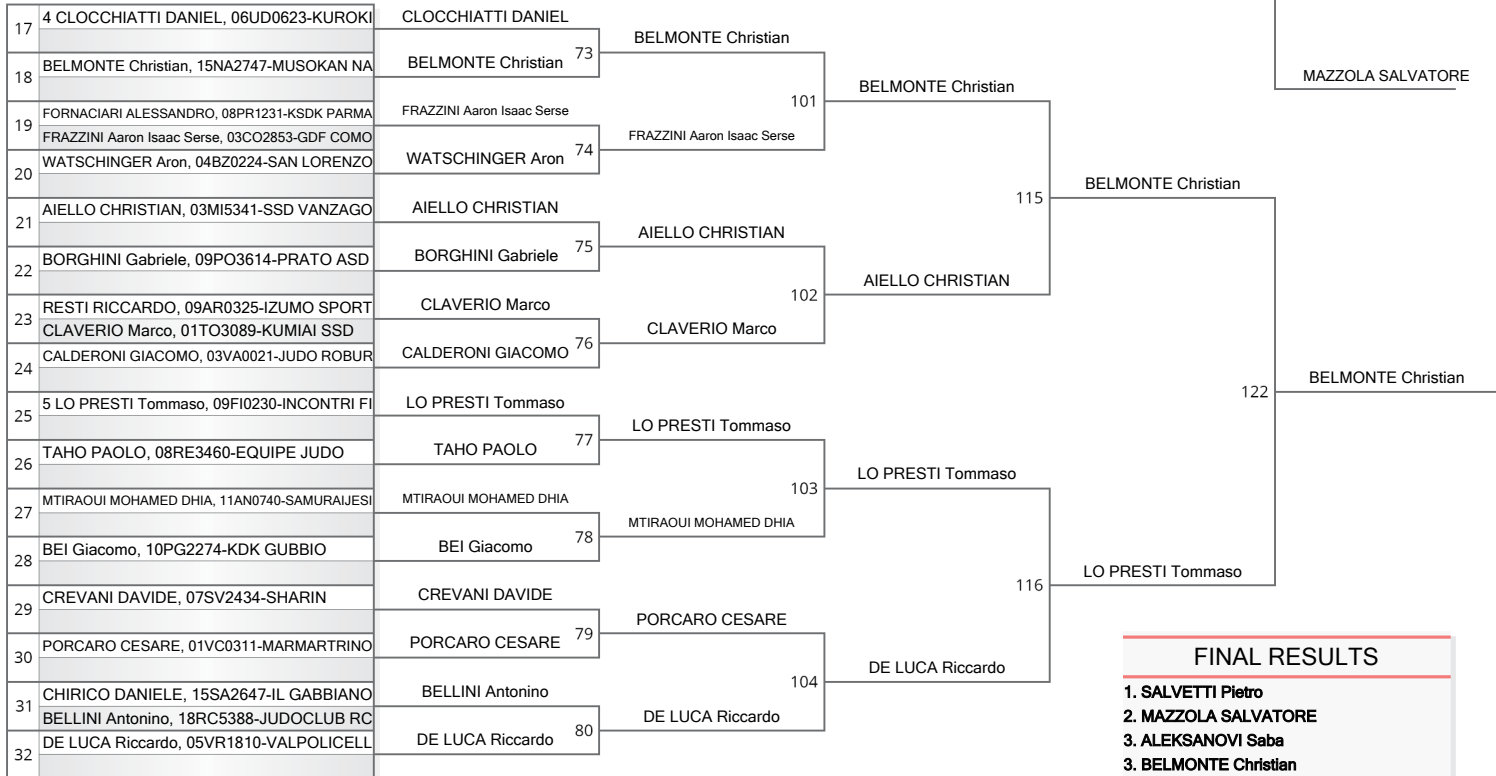 17 4 CLOCCHIATTI DANIEL, 06UD0623-KUROKI
18 BELMONTE Christian, 15NA2747-MUSOKAN NA
19 FORNACIARI ALESSANDRO, 08PR1231-KSDK PARMA
FRAZZINI Aaron Isaac Serse, 03CO2853-GDF COMO
20 WATSCHINGER Aron, 04BZ0224-SAN LORENZO
21 AIELLO CHRISTIAN, 03MI5341-SSD VANZAGO
22 BORGHINI Gabriele, 09PO3614-PRATO ASD
23 RESTI RICCARDO, 09AR0325-IZUMO SPORT
CLAVERIO Marco, 01TO3089-KUMIAI SSD
24 CALDERONI GIACOMO, 03VA0021-JUDO ROBUR
25 5 LO PRESTI Tommaso, 09FI0230-INCONTRI FI
26 TAHO PAOLO, 08RE3460-EQUIPE JUDO
27 MTIRAOUI MOHAMED DHIA, 11AN0740-SAMURAIJESI
28 BEI Giacomo, 10PG2274-KDK GUBBIO
29 CREVANI DAVIDE, 07SV2434-SHARIN
30 PORCARO CESARE, 01VC0311-MARMARTRINO
31 CHIRICO DANIELE, 15SA2647-IL GABBIANO
BELLINI Antonino, 18RC5388-JUDOCLUB RC
32 DE LUCA Riccardo, 05VR1810-VALPOLICELL
CLOCCHIATTI DANIEL
BELMONTE Christian 73
FRAZZINI Aaron Isaac Serse
WATSCHINGER Aron 74
AIELLO CHRISTIAN
BORGHINI Gabriele 75
CLAVERIO Marco
CALDERONI GIACOMO 76
LO PRESTI Tommaso
TAHO PAOLO 77
MTIRAOUI MOHAMED DHIA
BEI Giacomo 78
CREVANI DAVIDE
PORCARO CESARE 79
BELLINI Antonino
DE LUCA Riccardo 80
BELMONTE Christian
101
FRAZZINI Aaron Isaac Serse
AIELLO CHRISTIAN
102
CLAVERIO Marco
LO PRESTI Tommaso
103
MTIRAOUI MOHAMED DHIA
PORCARO CESARE
104
DE LUCA Riccardo
BELMONTE Christian
115
AIELLO CHRISTIAN
LO PRESTI Tommaso
116
DE LUCA Riccardo
BELMONTE Christian
122
LO PRESTI Tommaso
MAZZOLA SALVATORE
BELMONTE Christian
FINAL RESULTS
1. SALVETTI Pietro
2. MAZZOLA SALVATORE
3. ALEKSANOVI Saba
3. BELMONTE Christian